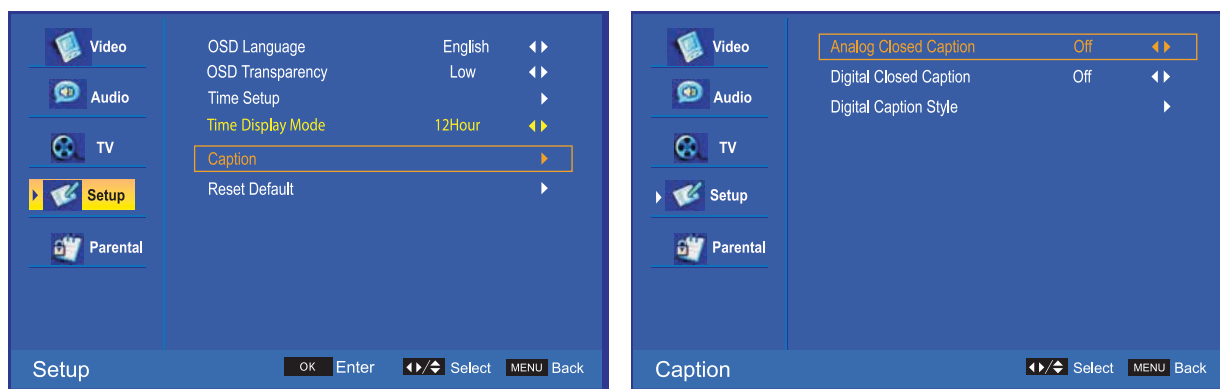 Video
Audio
TV
Setup
Parental
OSD Language English
OSD Transparency Low
Time Setup
Time Display Mode 12Hour
Caption
Reset Default
Setup OK Enter Select MENU Back
Video
Audio
TV
Setup
Parental
Analog Closed Caption Off
Digital Closed Caption Off
Digital Caption Style
Caption Select MENU Back